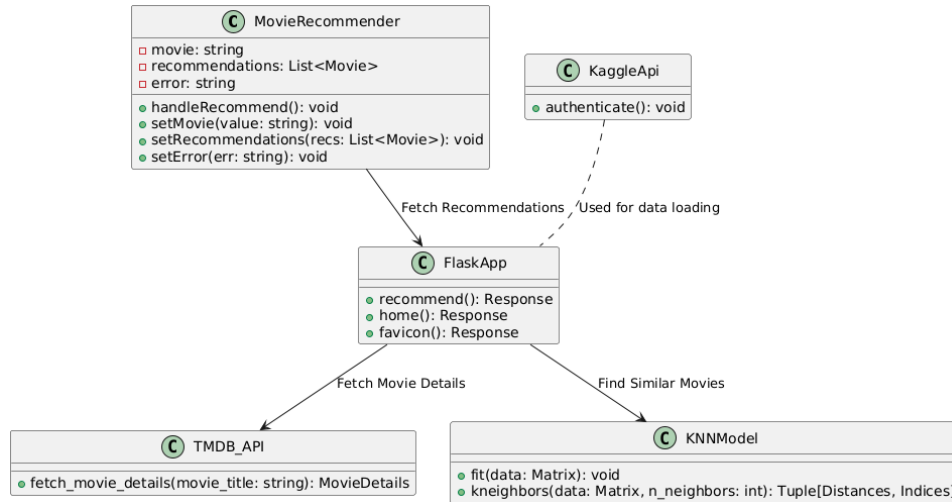 C MovieRecommender
movie: string
recommendations: List<Movie>
error: string
handleRecommend(): void
setMovie(value: string): void
setRecommendations(recs: List<Movie>): void
setError(err: string): void
C KaggleApi
authenticate(): void
Fetch Recommendations
Used for data loading
C FlaskApp
recommend(): Response
home(): Response
favicon(): Response
Fetch Movie Details
Find Similar Movies
C TMDB_API
fetch_movie_details(movie_title: string): MovieDetails
C KNNModel
fit(data: Matrix): void
kneighbors(data: Matrix, n_neighbors: int): Tuple[Distances, Indices]